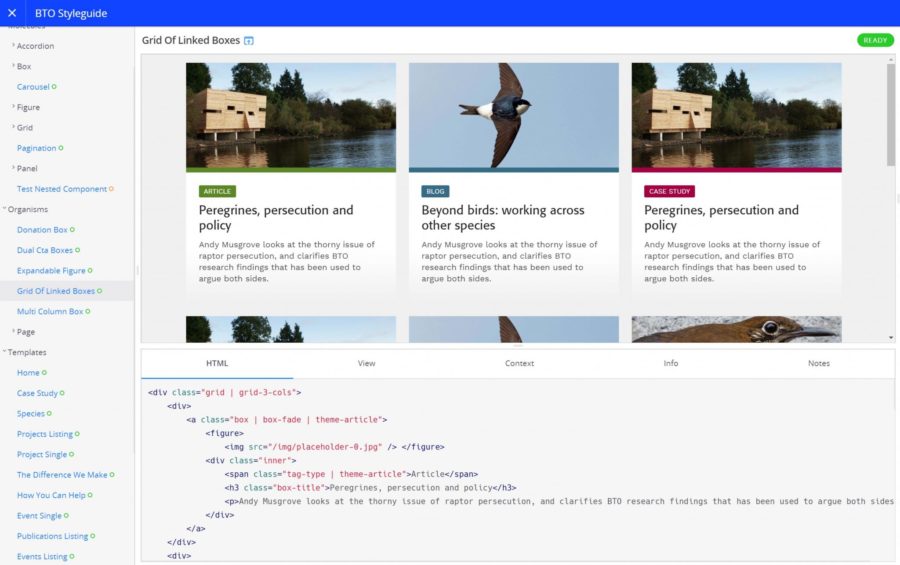 BTO Styleguide
Molecules
Accordion
Box
Carousel
Figure
Grid
Pagination
Panel
Test Nested Component
Organisms
Donation Box
Dual Cta Boxes
Expandable Figure
Grid Of Linked Boxes
Multi Column Box
Page
Templates
Home
Case Study
Species
Projects Listing
Project Single
The Difference We Make
How You Can Help
Event Single
Publications Listing
Events Listing
Grid Of Linked Boxes
READY
ARTICLE
Peregrines, persecution and
policy
Andy Musgrove looks at the thorny issue of
raptor persecution, and clarifies BTO
research findings that has been used to
argue both sides.
BLOG
Beyond birds: working across
other species
Andy Musgrove looks at the thorny issue of
raptor persecution, and clarifies BTO
research findings that has been used to
argue both sides.
CASE STUDY
Peregrines, persecution and
policy
Andy Musgrove looks at the thorny issue of
raptor persecution, and clarifies BTO
research findings that has been used to
argue both sides.
HTML View Context Info Notes
<div class="grid | grid-3-cols">
<div>
<a class="box | box-fade | theme-article">
<figure>
<img src="/img/placeholder-0.jpg" /> </figure>
<div class="inner">
<span class="tag-type | theme-article">Article</span>
<h3 class="box-title">Peregrines, persecution and policy</h3>
<p>Andy Musgrove looks at the thorny issue of raptor persecution, and clarifies BTO research findings that has been used to argue both sides
</div>
</a>
</div>
<div>